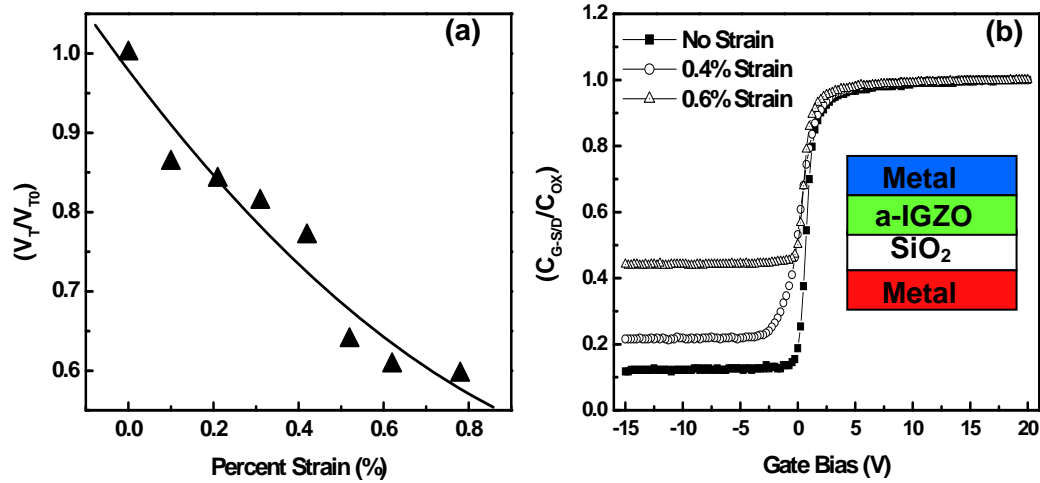 (a)
(V_T/V_T0)
1.0
0.9
0.8
0.7
0.6
0.0 0.2 0.4 0.6 0.8
Percent Strain (%)
(b)
(C_G-S/D/C_OX)
1.2
1.0
0.8
0.6
0.4
0.2
0.0
No Strain
0.4% Strain
0.6% Strain
Metal
a-IGZO
SiO₂
Metal
-15 -10 -5 0 5 10 15 20
Gate Bias (V)